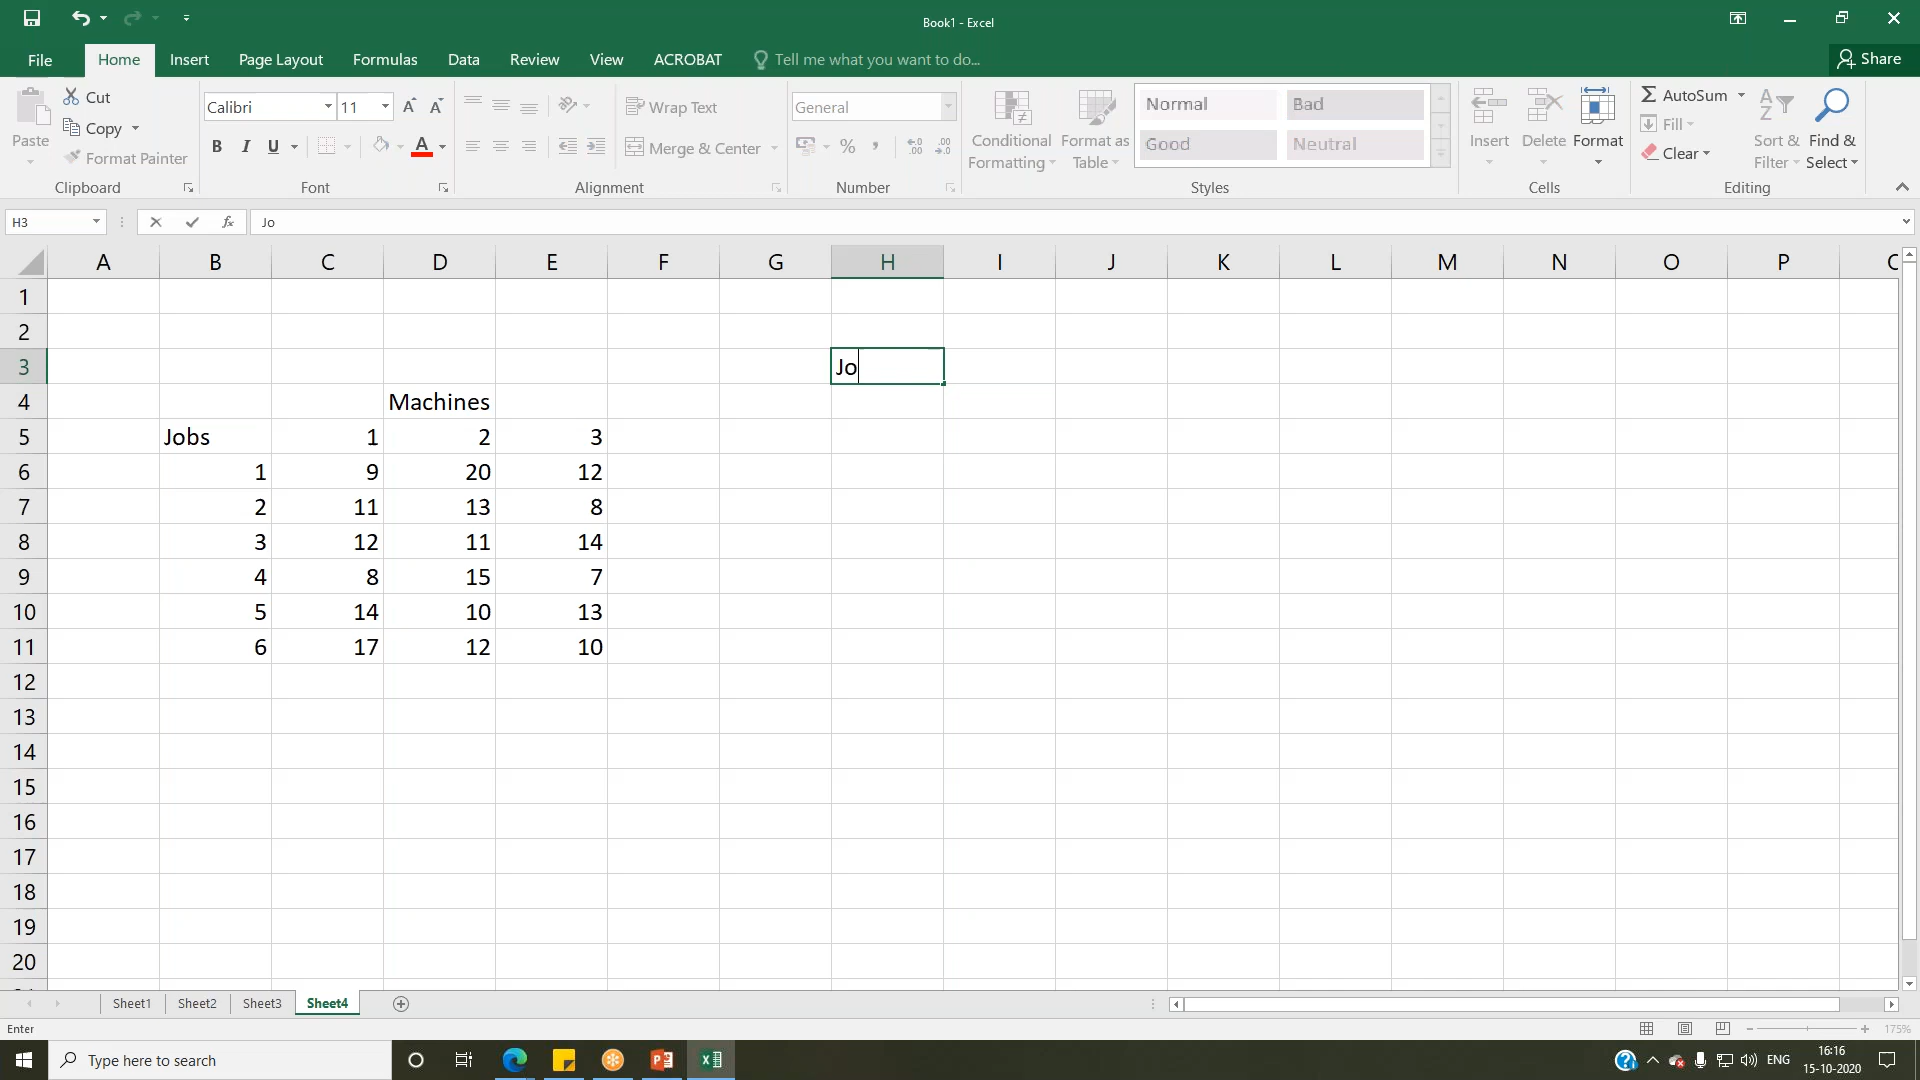 Book1 - Excel
File Home Insert Page Layout Formulas Data Review View ACROBAT Tell me what you want to do... Share
Cut
Copy
Format Painter
Paste
Clipboard
Calibri 11
B I U A
Font
Wrap Text
Merge & Center
Alignment
General
%
Number
Conditional Formatting
Format as Table
Normal Bad
Good Neutral
Styles
Insert Delete Format
Cells
AutoSum
Fill
Clear
Sort & Filter
Find & Select
Editing
H3 fx Jo
A B C D E F G H I J K L M N O P
1
2
3 Jo
4 Machines
5 Jobs 1 2 3
6 1 9 20 12
7 2 11 13 8
8 3 12 11 14
9 4 8 15 7
10 5 14 10 13
11 6 17 12 10
12
13
14
15
16
17
18
19
20
Sheet1 Sheet2 Sheet3 Sheet4
Enter 175%
Type here to search
ENG
16:16
15-10-2020